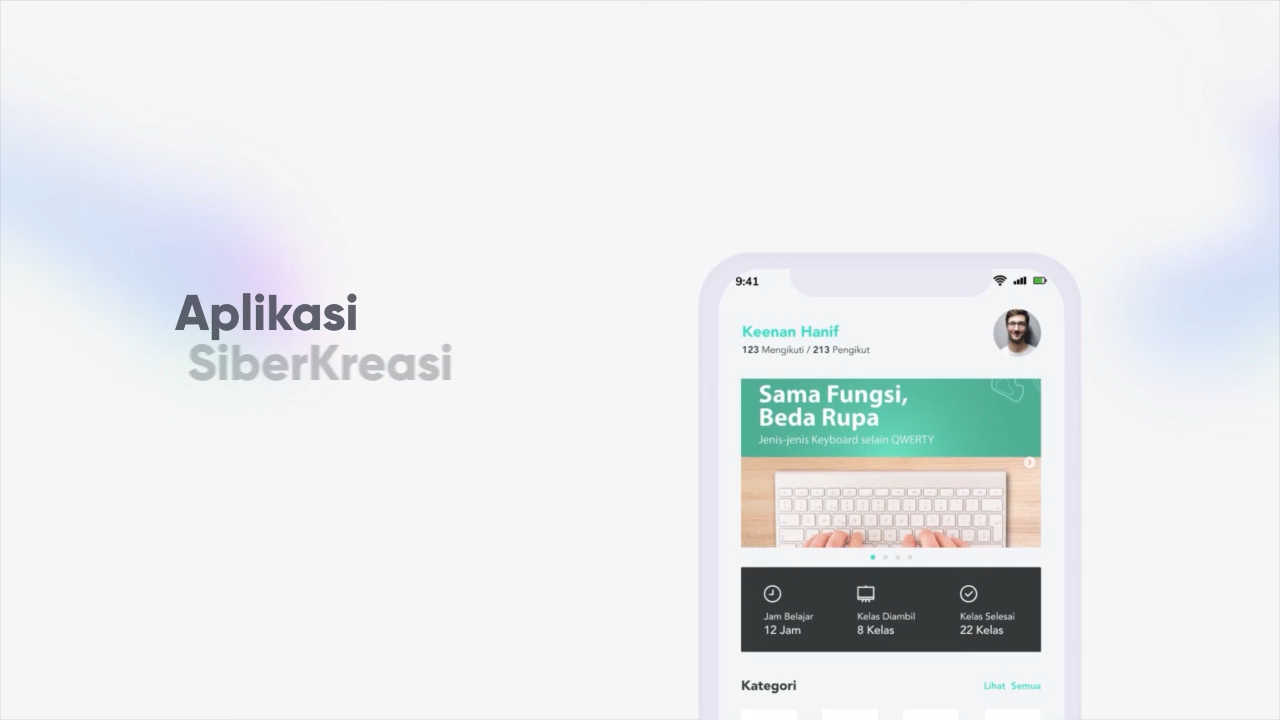 Aplikasi
SiberKreasi
9:41
Keenan Hanif
123 Mengikuti / 213 Pengikut
Sama Fungsi,
Beda Rupa
Jenis-jenis Keyboard selain QWERTY
Jam Belajar
12 Jam
Kelas Diambil
8 Kelas
Kelas Selesai
22 Kelas
Kategori
Lihat Semua